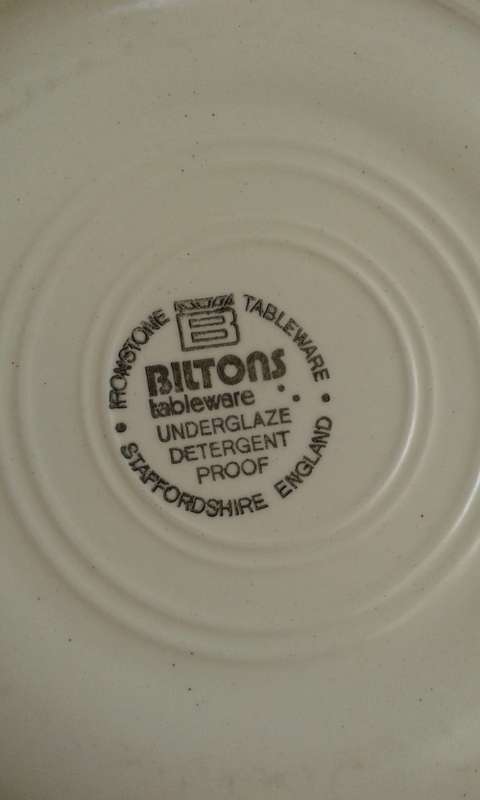 IRONSTONE TABLEWARE
B
BILTONS
tableware
UNDERGLAZE
DETERGENT
PROOF
STAFFORDSHIRE ENGLAND